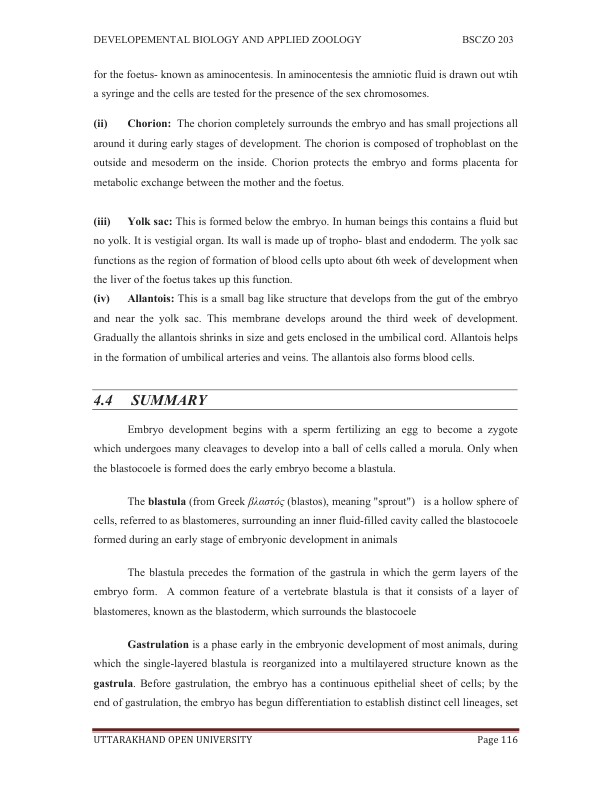 DEVELOPEMENTAL BIOLOGY AND APPLIED ZOOLOGY BSCZO 203
for the foetus- known as aminocentesis. In aminocentesis the amniotic fluid is drawn out wtih
a syringe and the cells are tested for the presence of the sex chromosomes.
(ii) Chorion: The chorion completely surrounds the embryo and has small projections all
around it during early stages of development. The chorion is composed of trophoblast on the
outside and mesoderm on the inside. Chorion protects the embryo and forms placenta for
metabolic exchange between the mother and the foetus.
(iii) Yolk sac: This is formed below the embryo. In human beings this contains a fluid but
no yolk. It is vestigial organ. Its wall is made up of tropho- blast and endoderm. The yolk sac
functions as the region of formation of blood cells upto about 6th week of development when
the liver of the foetus takes up this function.
(iv) Allantois: This is a small bag like structure that develops from the gut of the embryo
and near the yolk sac. This membrane develops around the third week of development.
Gradually the allantois shrinks in size and gets enclosed in the umbilical cord. Allantois helps
in the formation of umbilical arteries and veins. The allantois also forms blood cells.
4.4 SUMMARY
Embryo development begins with a sperm fertilizing an egg to become a zygote
which undergoes many cleavages to develop into a ball of cells called a morula. Only when
the blastocoele is formed does the early embryo become a blastula.
The blastula (from Greek βλαστός (blastos), meaning "sprout") is a hollow sphere of
cells, referred to as blastomeres, surrounding an inner fluid-filled cavity called the blastocoele
formed during an early stage of embryonic development in animals
The blastula precedes the formation of the gastrula in which the germ layers of the
embryo form. A common feature of a vertebrate blastula is that it consists of a layer of
blastomeres, known as the blastoderm, which surrounds the blastocoele
Gastrulation is a phase early in the embryonic development of most animals, during
which the single-layered blastula is reorganized into a multilayered structure known as the
gastrula. Before gastrulation, the embryo has a continuous epithelial sheet of cells; by the
end of gastrulation, the embryo has begun differentiation to establish distinct cell lineages, set
UTTARAKHAND OPEN UNIVERSITY Page 116